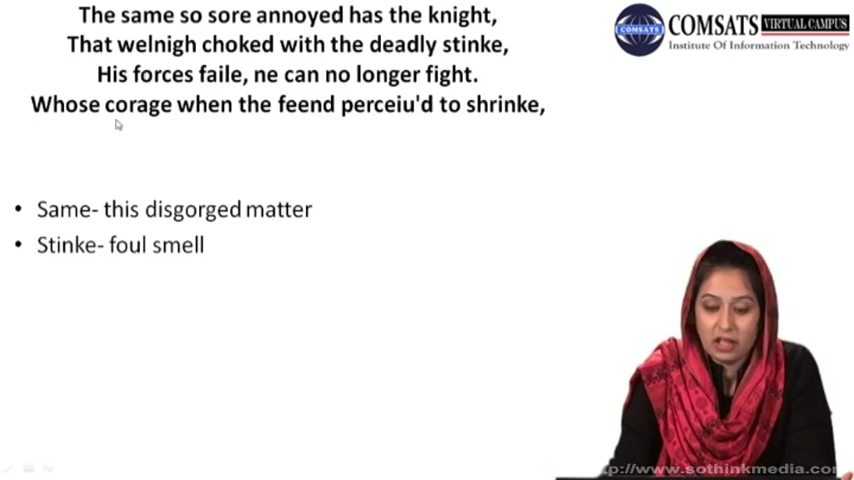 The same so sore annoyed has the knight,
That welnigh choked with the deadly stinke,
His forces faile, ne can no longer fight.
Whose corage when the feend perceiu'd to shrinke,
COMSATS
COMSATS VIRTUAL CAMPUS
Institute Of Information Technology
• Same- this disgorged matter
• Stinke- foul smell
tp://www.sothinkmedia.com/